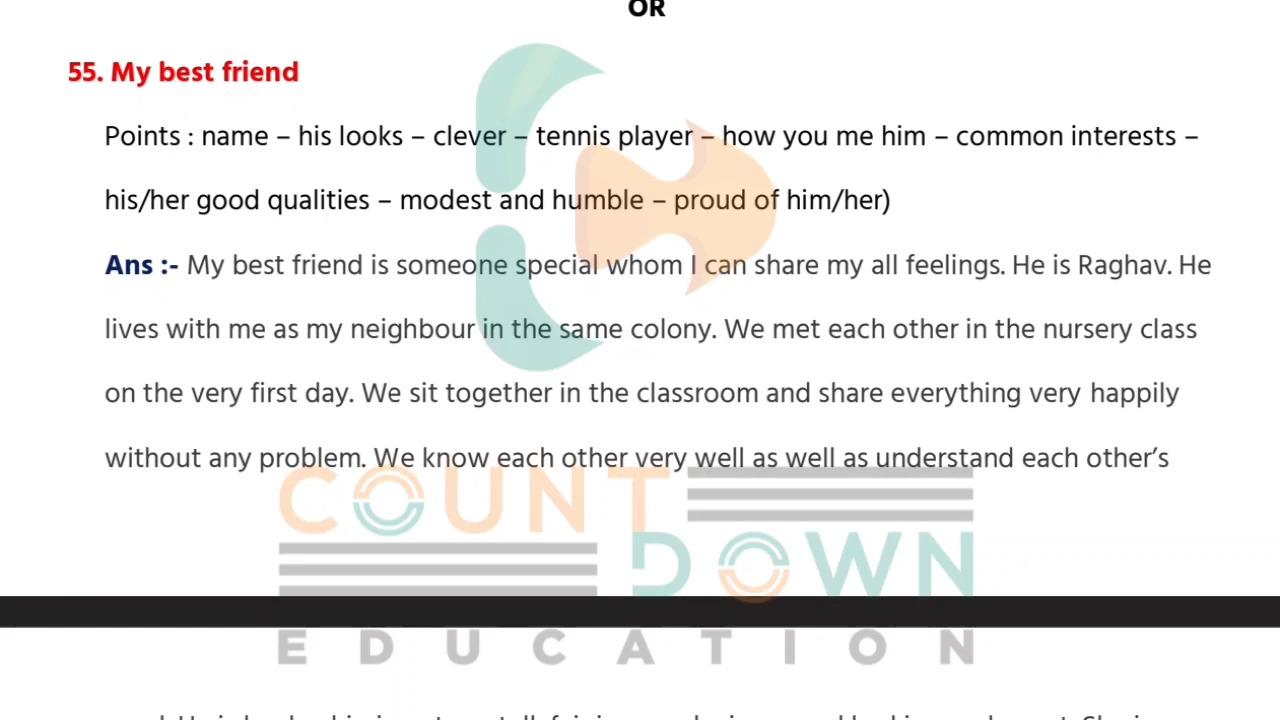 OR
55. My best friend
Points : name – his looks – clever – tennis player – how you me him – common interests –
his/her good qualities – modest and humble – proud of him/her)
Ans :- My best friend is someone special whom I can share my all feelings. He is Raghav. He
lives with me as my neighbour in the same colony. We met each other in the nursery class
on the very first day. We sit together in the classroom and share everything very happily
without any problem. We know each other very well as well as understand each other’s
COUNT
DOWN
EDUCATION